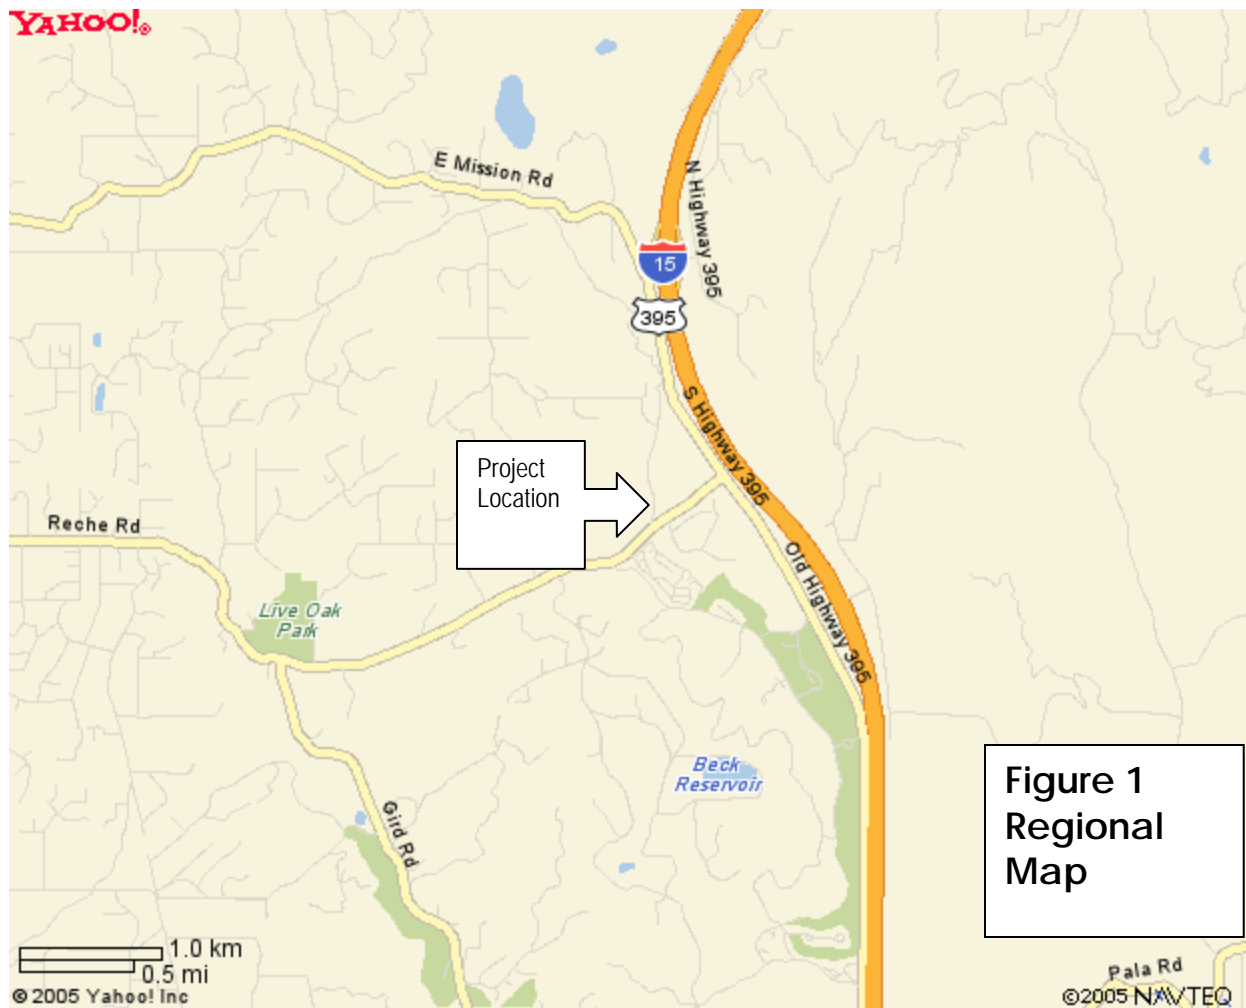 YAHOO!®
E Mission Rd
N Highway 395
15
395
S Highway 395
Project
Location
Reche Rd
Old Highway 395
Live Oak
Park
Beck
Reservoir
Gird Rd
Figure 1
Regional
Map
1.0 km
0.5 mi
Pala Rd
© 2005 Yahoo! Inc
©2005 NAVTEQ